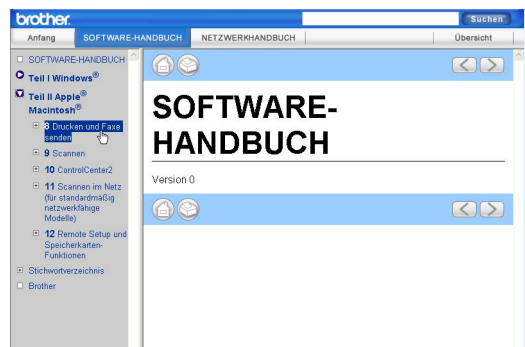 brother.
Suchen
Anfang SOFTWARE-HANDBUCH NETZWERKHANDBUCH Übersicht
SOFTWARE-HANDBUCH
Teil I Windows®
Teil II Apple
Macintosh®
8 Drucken und Faxe
senden
9 Scannen
10 ControlCenter2
11 Scannen im Netz
(für standardmäßig
netzwerkfähige
Modelle)
12 Remote Setup und
Speicherkarten-
Funktionen
Stichwortverzeichnis
Brother
SOFTWARE-
HANDBUCH
Version 0